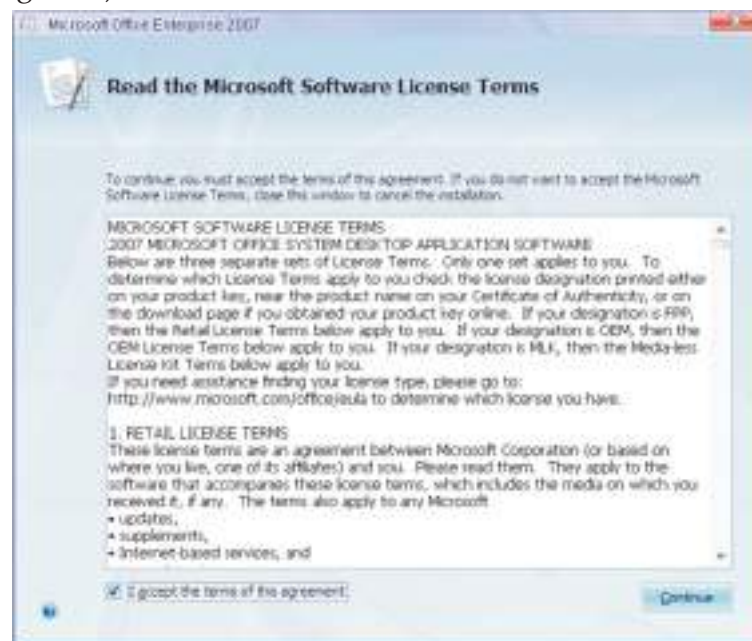 Microsoft Office Enterprise 2007
Read the Microsoft Software License Terms
To continue you must accept the terms of this agreement. If you do not want to accept the Microsoft
Software License Terms, close this window to cancel the installation.
MICROSOFT SOFTWARE LICENSE TERMS
2007 MICROSOFT OFFICE SYSTEM DESKTOP APPLICATION SOFTWARE
Below are three separate sets of License Terms. Only one set applies to you. To
determine which License Terms apply to you check the license designation printed either
on your product key, near the product name on your Certificate of Authenticity, or on
the download page if you obtained your product key online. If your designation is FPP,
then the Retail License Terms below apply to you. If your designation is OEM, then the
OEM License Terms below apply to you. If your designation is MLK, then the Media-less
License Kit Terms below apply to you.
If you need assistance finding your license type, please go to:
http://www.microsoft.com/office/eula to determine which license you have.
1. RETAIL LICENSE TERMS
These license terms are an agreement between Microsoft Corporation (or based on
where you live, one of its affiliates) and you. Please read them. They apply to the
software that accompanies these license terms, which includes the media on which you
received it, if any. The terms also apply to any Microsoft
• updates,
• supplements,
• Internet-based services, and
I accept the terms of this agreement.
Continue